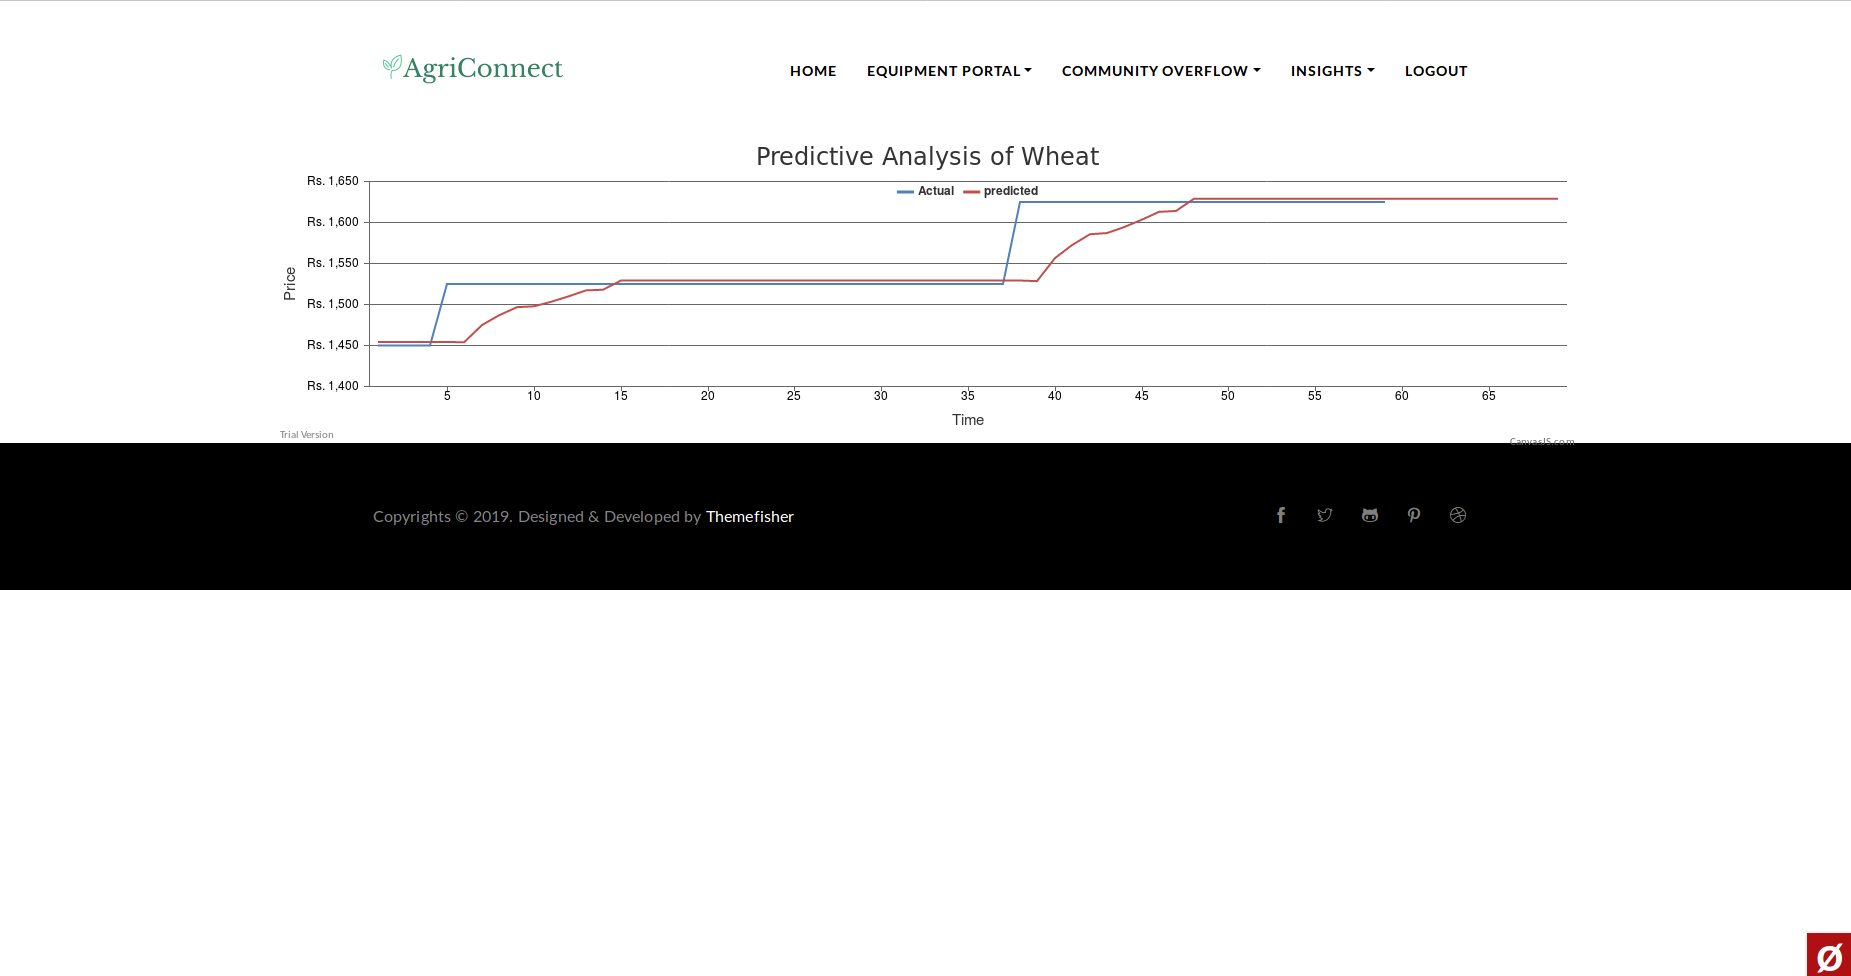 AgriConnect
HOME EQUIPMENT PORTAL COMMUNITY OVERFLOW INSIGHTS LOGOUT
Predictive Analysis of Wheat
Actual predicted
Rs. 1,650
Rs. 1,600
Rs. 1,550
Rs. 1,500
Rs. 1,450
Rs. 1,400
Price
5 10 15 20 25 30 35 40 45 50 55 60 65
Time
Trial Version
CanvasJS.com
Copyrights © 2019. Designed & Developed by Themefisher